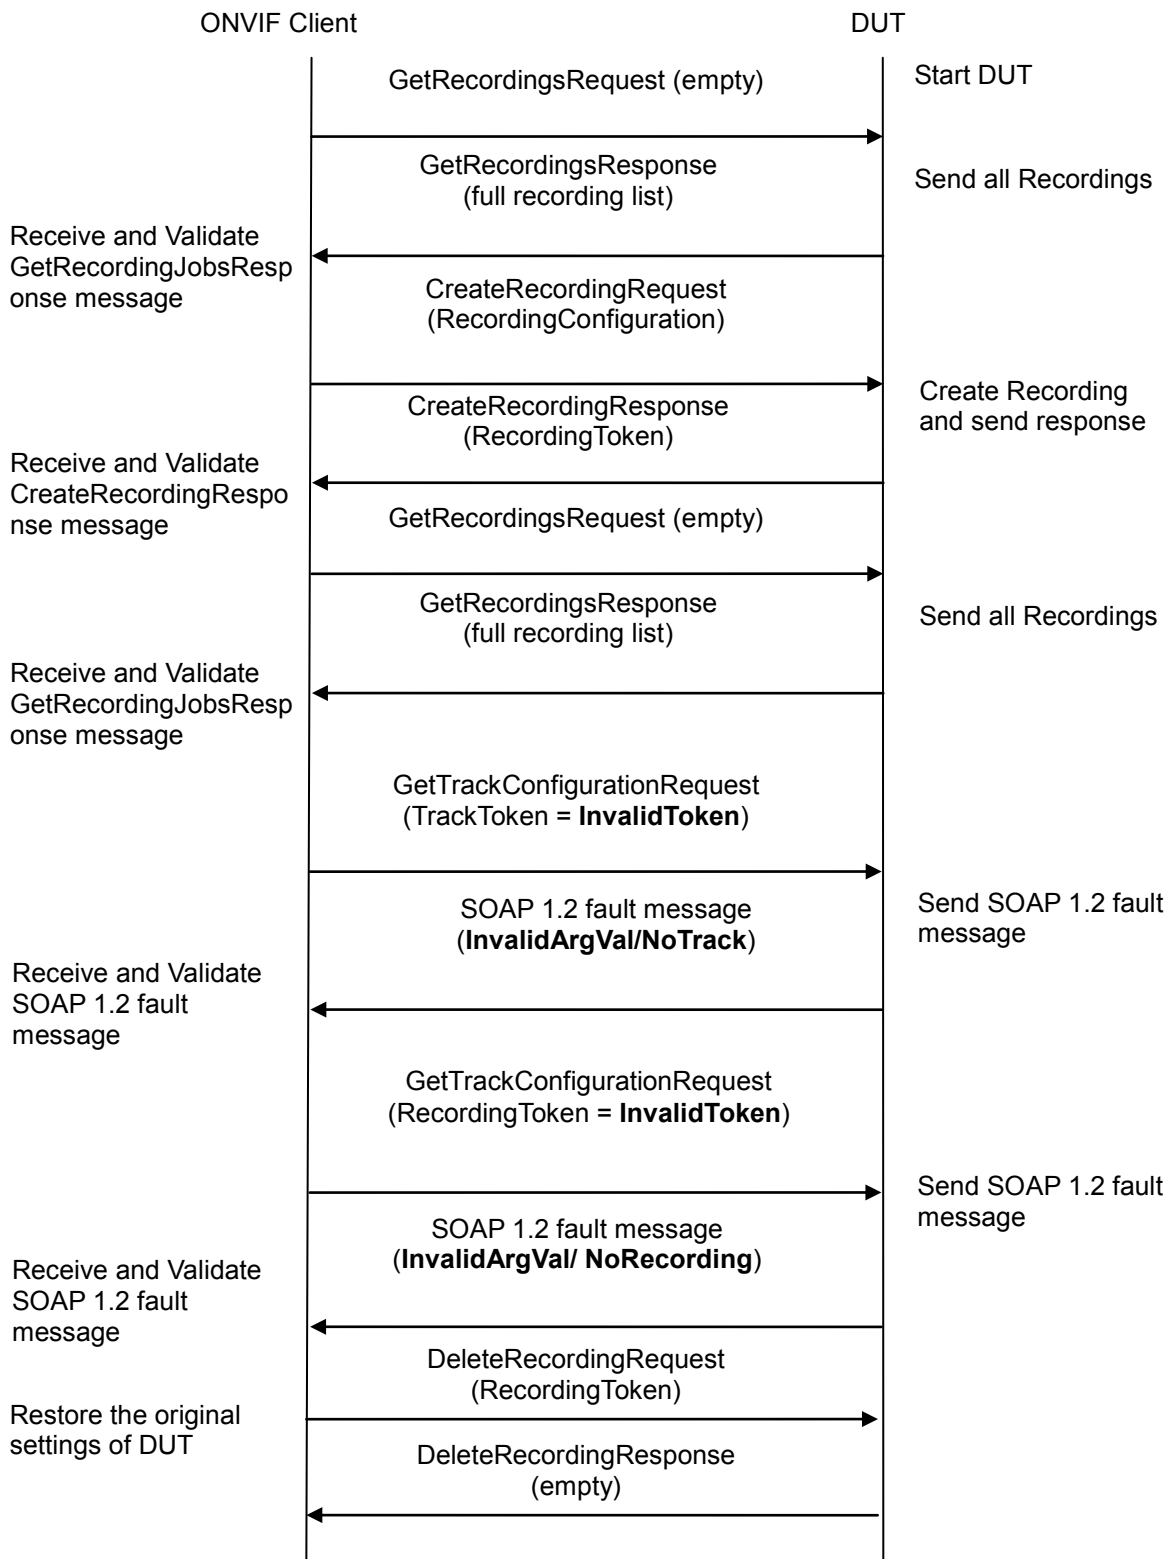 ONVIF Client
DUT
GetRecordingsRequest (empty)
Start DUT
GetRecordingsResponse
(full recording list)
Send all Recordings
Receive and Validate
GetRecordingJobsResp
onse message
CreateRecordingRequest
(RecordingConfiguration)
Create Recording
and send response
CreateRecordingResponse
(RecordingToken)
Receive and Validate
CreateRecordingRespo
nse message
GetRecordingsRequest (empty)
GetRecordingsResponse
(full recording list)
Send all Recordings
Receive and Validate
GetRecordingJobsResp
onse message
GetTrackConfigurationRequest
(TrackToken = InvalidToken)
SOAP 1.2 fault message
(InvalidArgVal/NoTrack)
Send SOAP 1.2 fault
message
Receive and Validate
SOAP 1.2 fault
message
GetTrackConfigurationRequest
(RecordingToken = InvalidToken)
Send SOAP 1.2 fault
message
SOAP 1.2 fault message
(InvalidArgVal/ NoRecording)
Receive and Validate
SOAP 1.2 fault
message
DeleteRecordingRequest
(RecordingToken)
Restore the original
settings of DUT
DeleteRecordingResponse
(empty)